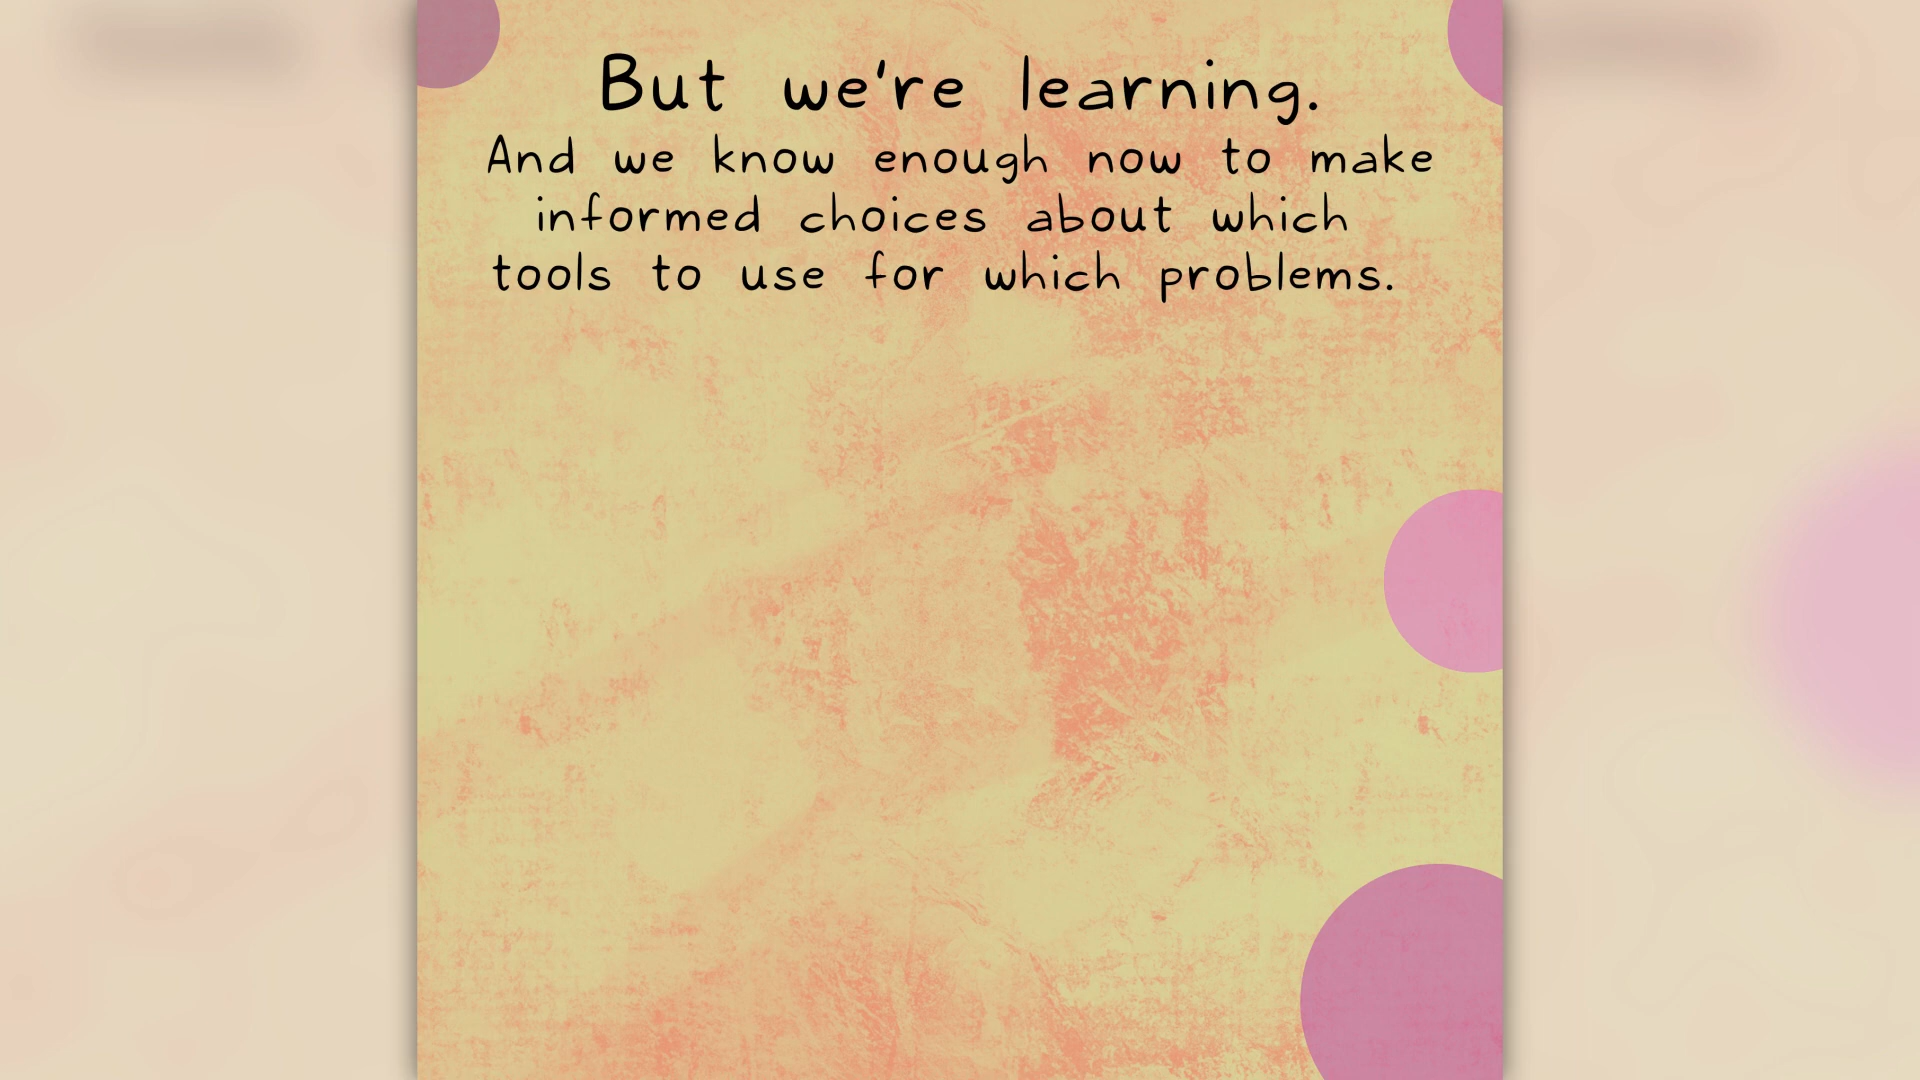 But we're learning.
And we know enough now to make
informed choices about which
tools to use for which problems.